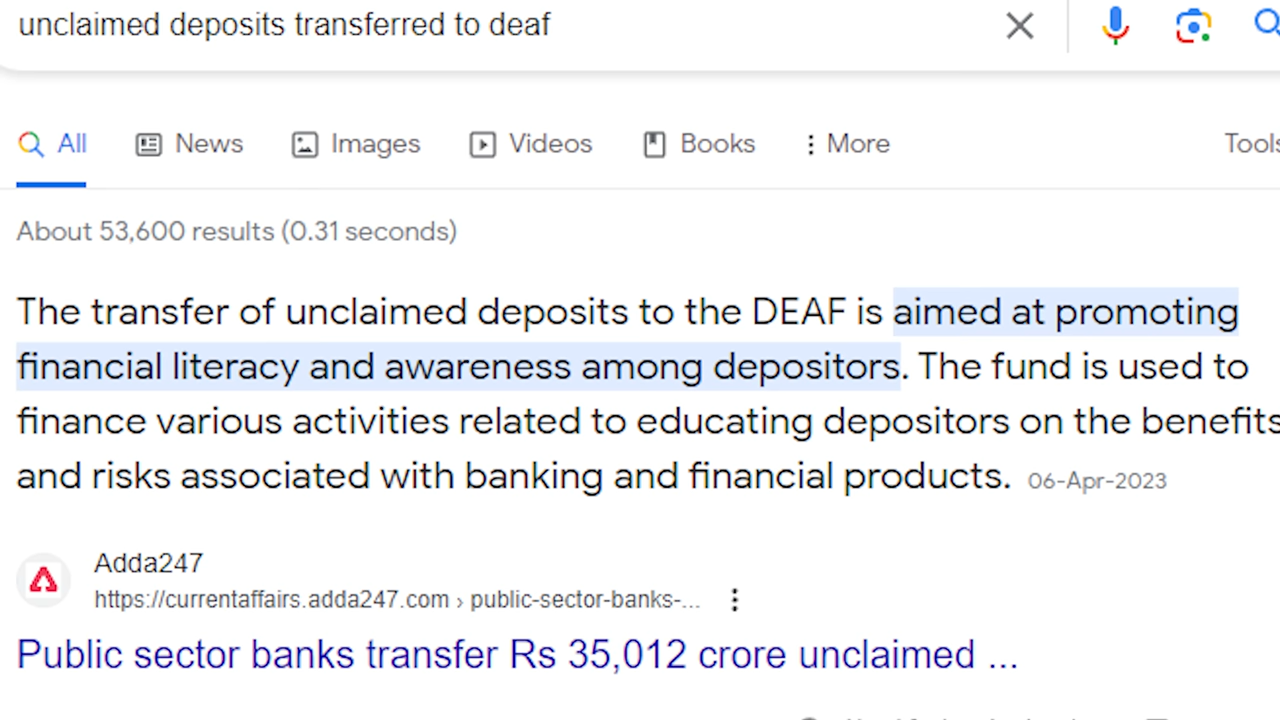 unclaimed deposits transferred to deaf
All News Images Videos Books More Tools
About 53,600 results (0.31 seconds)
The transfer of unclaimed deposits to the DEAF is aimed at promoting
financial literacy and awareness among depositors. The fund is used to
finance various activities related to educating depositors on the benefits
and risks associated with banking and financial products. 06-Apr-2023
Adda247
https://currentaffairs.adda247.com › public-sector-banks-...
Public sector banks transfer Rs 35,012 crore unclaimed ...